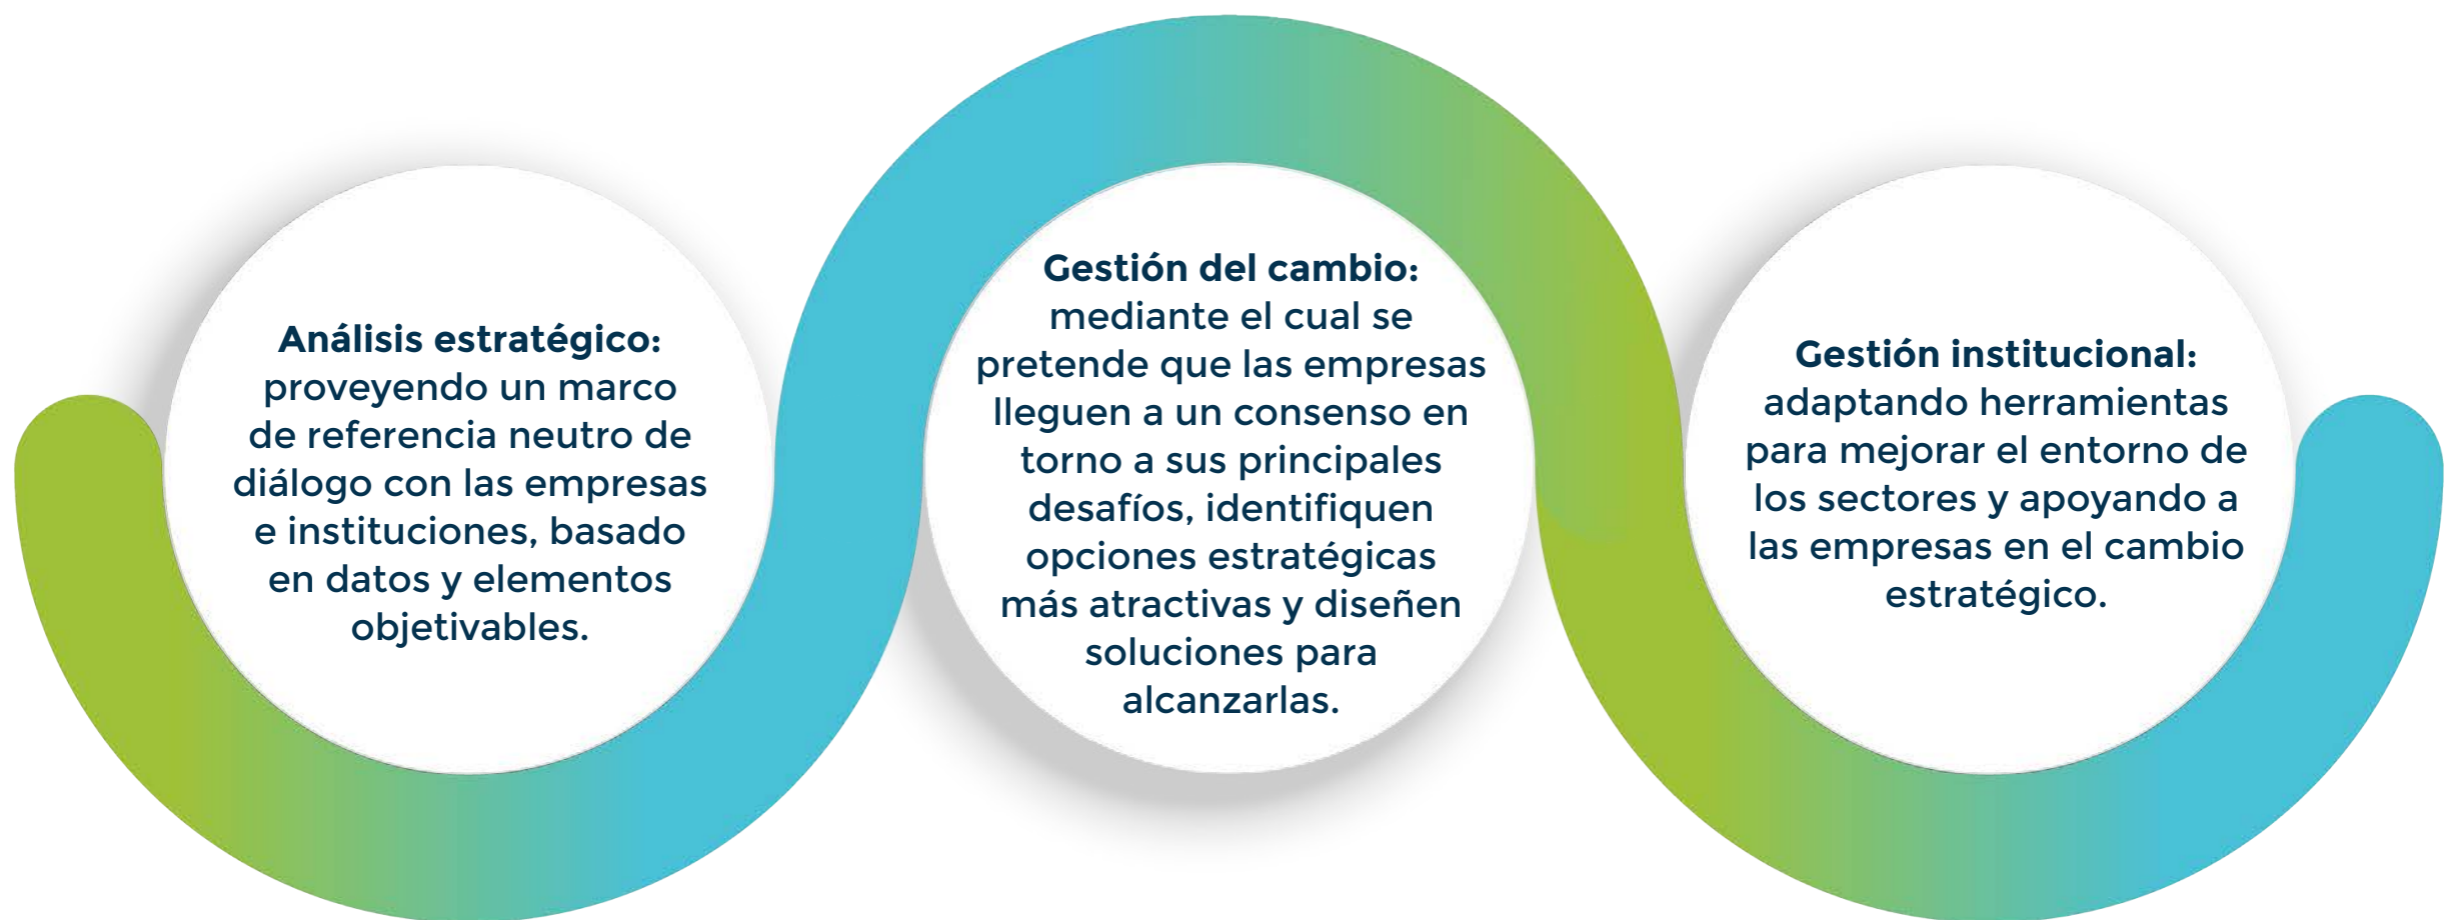 Análisis estratégico:
proveyendo un marco
de referencia neutro de
diálogo con las empresas
e instituciones, basado
en datos y elementos
objetivables.
Gestión del cambio:
mediante el cual se
pretende que las empresas
lleguen a un consenso en
torno a sus principales
desafíos, identifiquen
opciones estratégicas
más atractivas y diseñen
soluciones para
alcanzarlas.
Gestión institucional:
adaptando herramientas
para mejorar el entorno de
los sectores y apoyando a
las empresas en el cambio
estratégico.